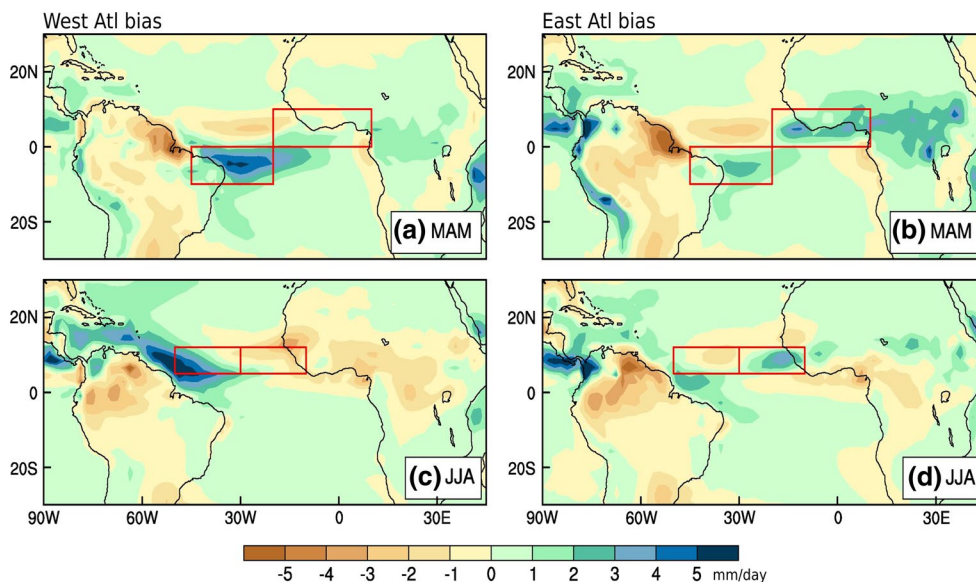 West Atl bias
East Atl bias
20N
0
20S
(a) MAM
20N
0
20S
(b) MAM
20N
0
20S
(c) JJA
20N
0
20S
(d) JJA
90W 60W 30W 0 30E
90W 60W 30W 0 30E
-5 -4 -3 -2 -1 0 1 2 3 4 5 mm/day